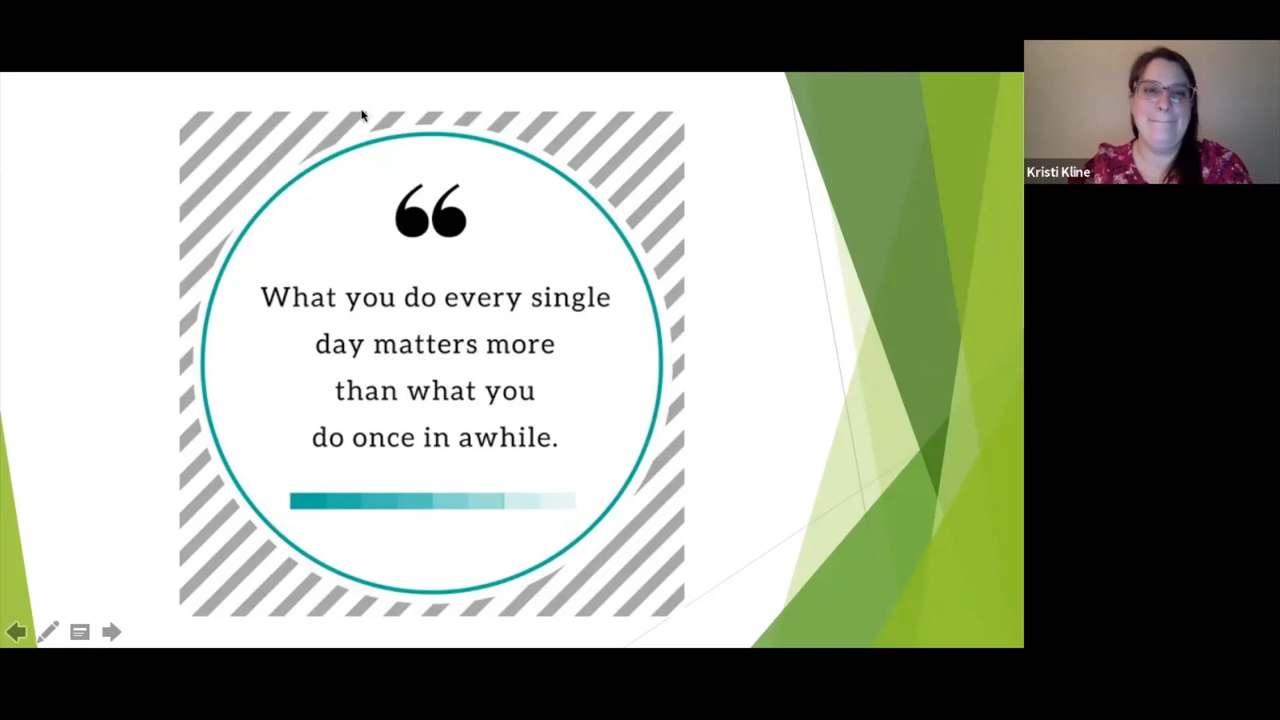 “
What you do every single
day matters more
than what you
do once in awhile.
Kristi Kline